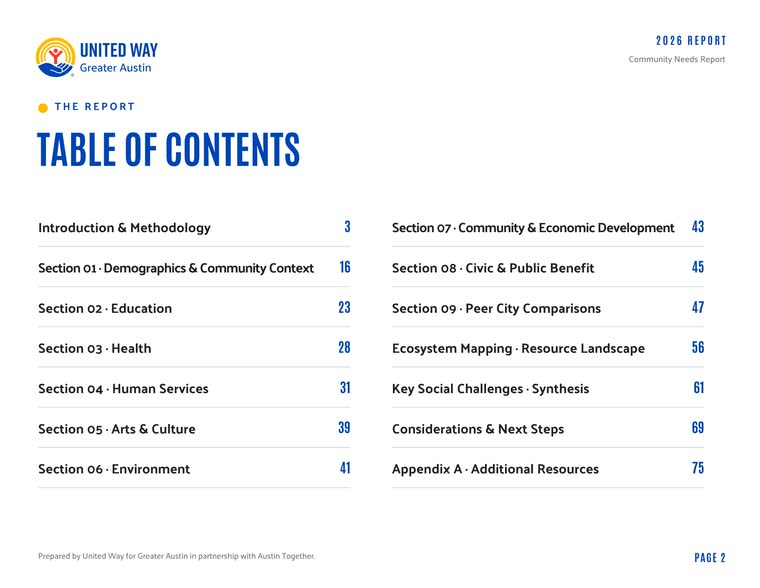 UNITED WAY
Greater Austin
2026 REPORT
Community Needs Report
THE REPORT
TABLE OF CONTENTS
Introduction & Methodology 3
Section 01 · Demographics & Community Context 16
Section 02 · Education 23
Section 03 · Health 28
Section 04 · Human Services 31
Section 05 · Arts & Culture 39
Section 06 · Environment 41
Section 07 · Community & Economic Development 43
Section 08 · Civic & Public Benefit 45
Section 09 · Peer City Comparisons 47
Ecosystem Mapping · Resource Landscape 56
Key Social Challenges · Synthesis 61
Considerations & Next Steps 69
Appendix A · Additional Resources 75
Prepared by United Way for Greater Austin in partnership with Austin Together.
PAGE 2